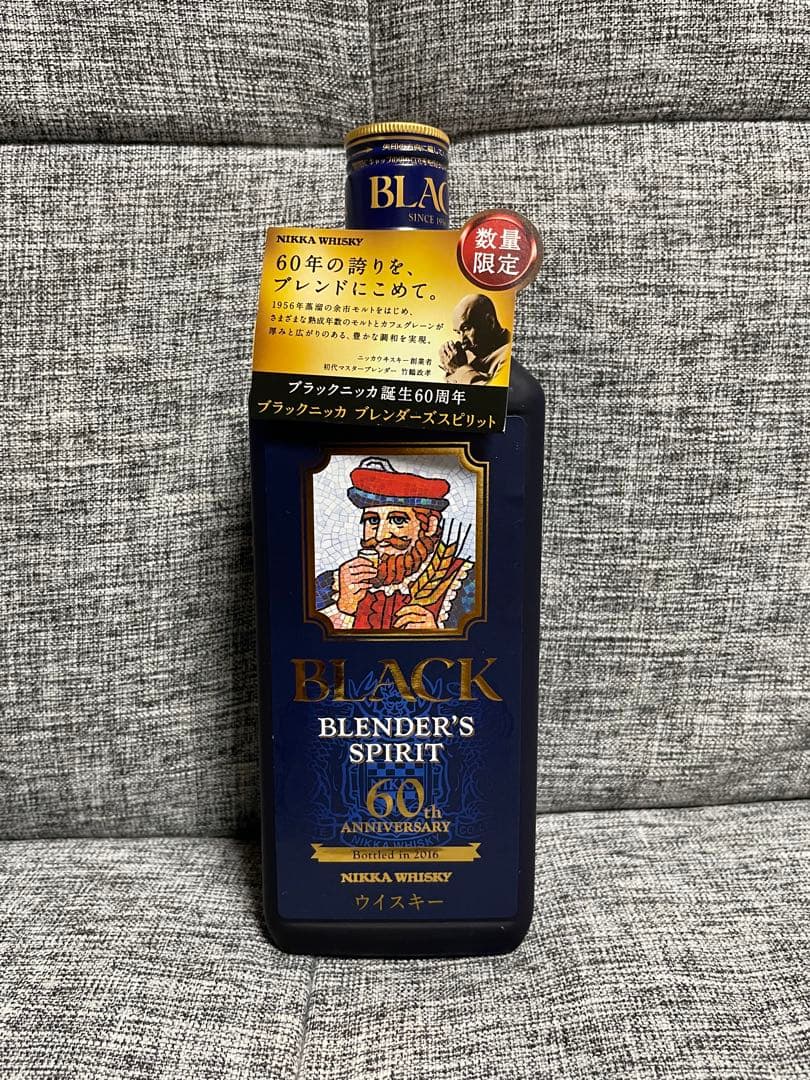 BLAC
SINCE 19
NIKKA WHISKY
数量
限定
60年の誇りを、
ブレンドにこめて。
1956年蒸溜の余市モルトをはじめ、
さまざまな熟成年数のモルトとカフェグレーンが
厚みと広がりのある、豊かな調和を実現。
ニッカウヰスキー創業者
初代マスターブレンダー 竹鶴政孝
ブラックニッカ誕生60周年
ブラックニッカ ブレンダーズスピリット
BLACK
BLENDER'S
SPIRIT
60th
ANNIVERSARY
NIKKA WHISKY
Bottled in 2016
NIKKA WHISKY
ウイスキー